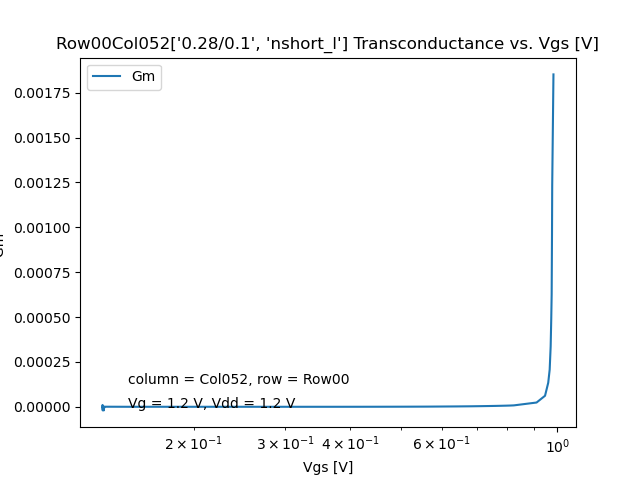 Row00Col052['0.28/0.1', 'nshort_l'] Transconductance vs. Vgs [V]
Gm
0.00175
0.00150
0.00125
0.00100
0.00075
0.00050
0.00025
0.00000
Gm
column = Col052, row = Row00
Vg = 1.2 V, Vdd = 1.2 V
2 × 10⁻¹ 3 × 10⁻¹ 4 × 10⁻¹ 6 × 10⁻¹ 10⁰
Vgs [V]